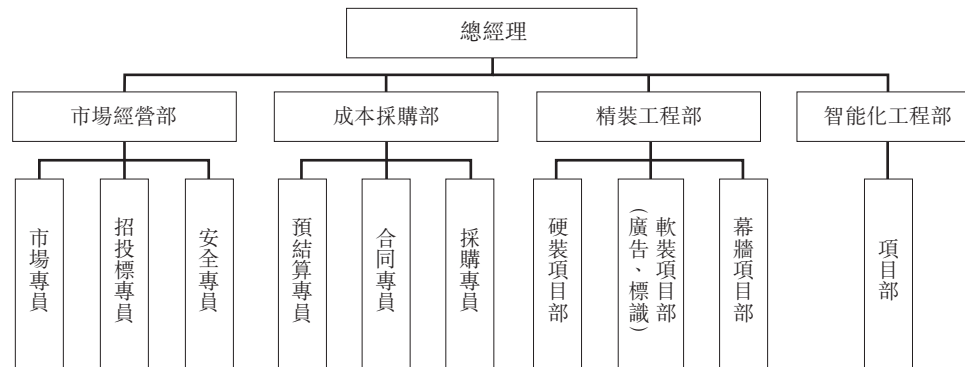 總經理
市場經營部
成本採購部
精裝工程部
智能化工程部
市場專員
招投標專員
安全專員
預結算專員
合同專員
採購專員
硬裝項目部
軟裝項目部
(廣告、標識)
幕牆項目部
項目部